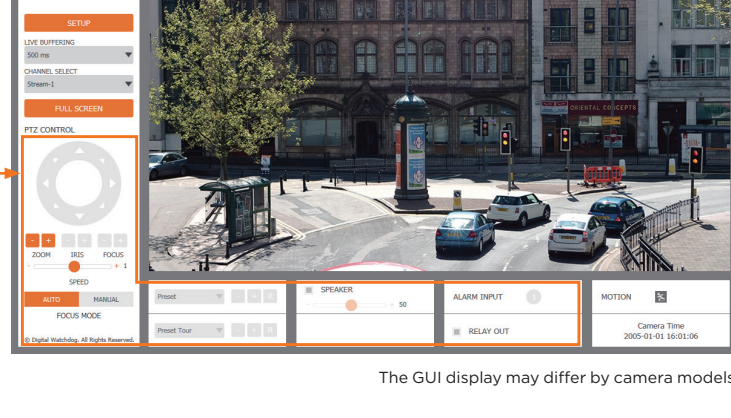 SETUP
LIVE BUFFERING
500 ms
CHANNEL SELECT
Stream-1
FULL SCREEN
PTZ CONTROL
- + - + - +
ZOOM IRIS FOCUS
- + 1
SPEED
AUTO MANUAL
FOCUS MODE
© Digital Watchdog. All Rights Reserved.
ORIENTAL CONCEPTS
Preset - + R
Preset Tour - + R
SPEAKER
- + 50
ALARM INPUT 1
RELAY OUT
MOTION
Camera Time
2005-01-01 16:01:06
The GUI display may differ by camera models